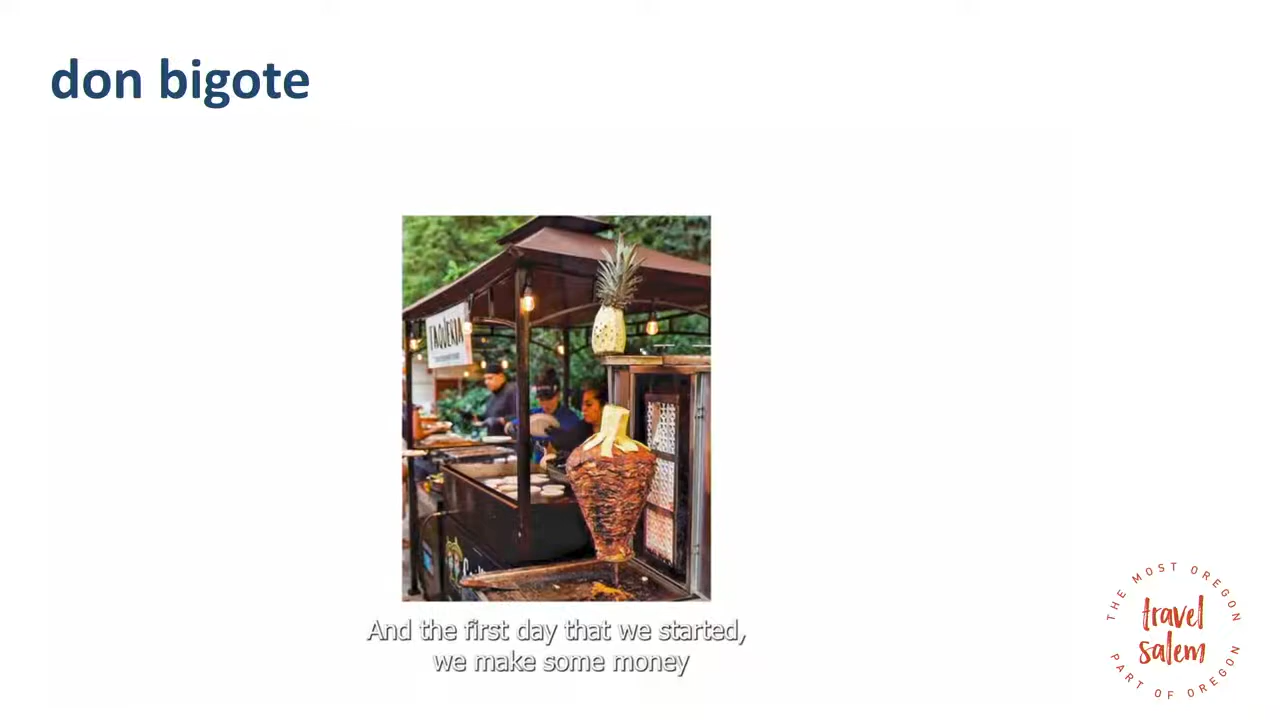 don bigote
TAQUERIA
And the first day that we started,
we make some money
THE MOST OREGON
travel
salem
PART OF OREGON